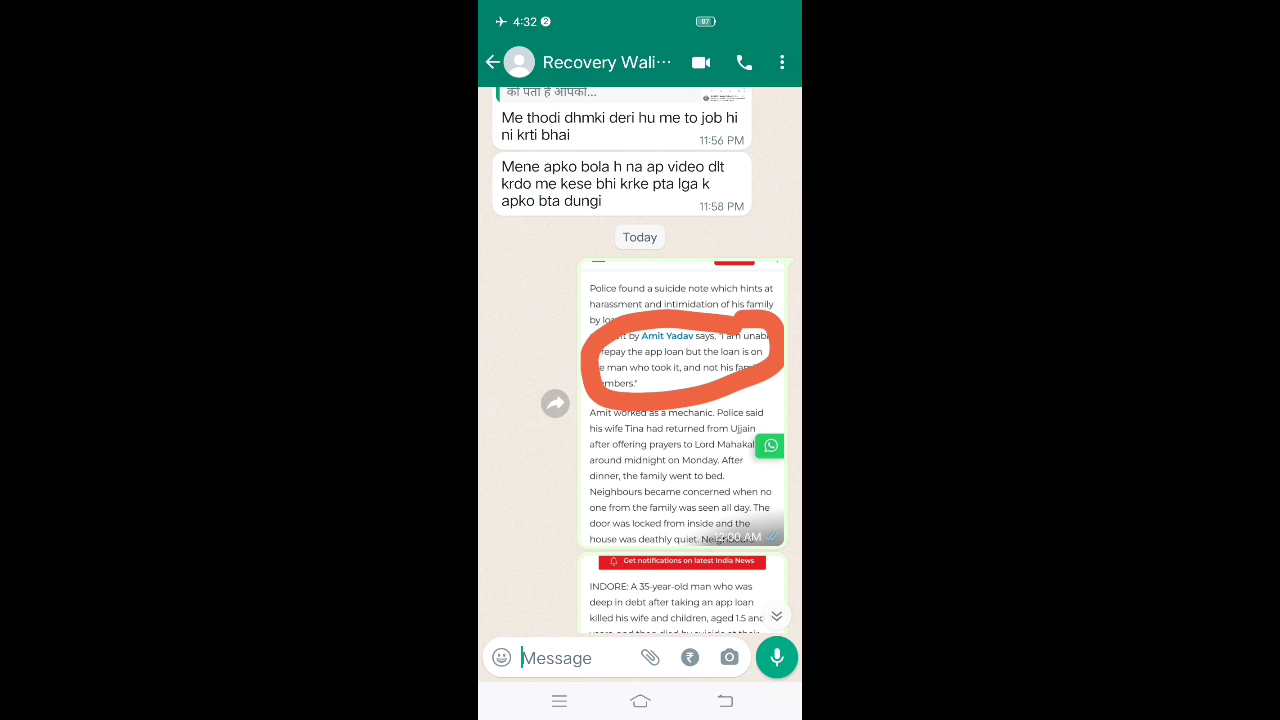 4:32 2
87
Recovery Wali...
को पता है आपको...
Me thodi dhmki deri hu me to job hi
ni krti bhai
11:56 PM
Mene apko bola h na ap video dlt
krdo me kese bhi krke pta lga k
apko bta dungi
11:58 PM
Today
Police found a suicide note which hints at
harassment and intimidation of his family
by
by Amit Yadav says, "I am
repay the app loan but the loan is on
man who took it, and not his
Amit worked as a mechanic. Police said
his wife Tina had returned from Ujjain
after offering prayers to Lord Mahakal
around midnight on Monday. After
dinner, the family went to bed.
Neighbours became concerned when no
one from the family was seen all day. The
door was locked from inside and the
house was deathly quiet.
12:00 AM
Get notifications on latest India News
INDORE: A 35-year-old man who was
deep in debt after taking an app loan
killed his wife and children, aged 1.5 and
Message